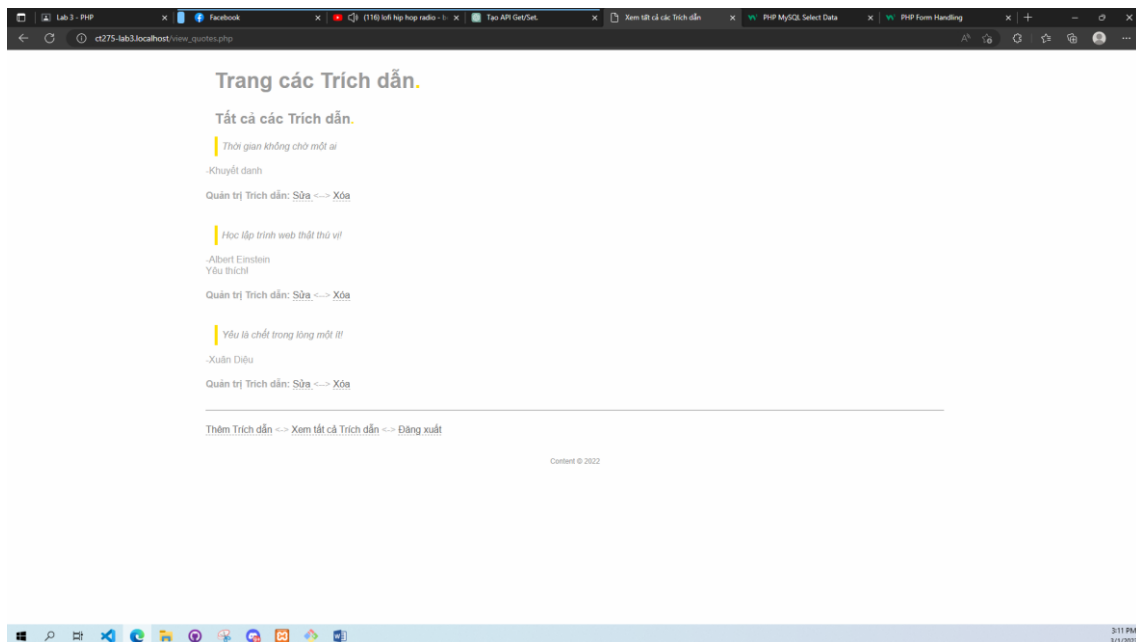 Lab 3 - PHP
Facebook
(116) lofi hip hop radio - b
Tạo API Get/Set.
Xem tất cả các Trích dẫn
PHP MySQL Select Data
PHP Form Handling
ct275-lab3.localhost/view_quotes.php
Trang các Trích dẫn.
Tất cả các Trích dẫn.
Thời gian không chờ một ai
-Khuyết danh
Quản trị Trích dẫn: Sửa <--> Xóa
Học lập trình web thật thú vị!
-Albert Einstein
Yêu thích!
Quản trị Trích dẫn: Sửa <--> Xóa
Yêu là chết trong lòng một ít!
-Xuân Diệu
Quản trị Trích dẫn: Sửa <--> Xóa
Thêm Trích dẫn <-> Xem tất cả Trích dẫn <-> Đăng xuất
Content © 2022
3:11 PM